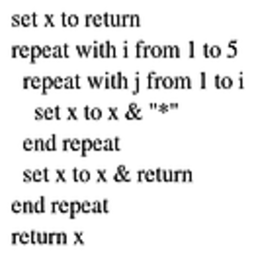 set x to return
repeat with i from 1 to 5
repeat with j from 1 to i
set x to x & "*"
end repeat
set x to x & return
end repeat
return x